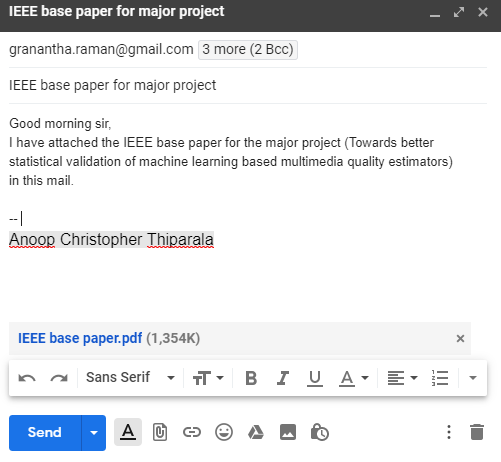 IEEE base paper for major project
granantha.raman@gmail.com 3 more (2 Bcc)
IEEE base paper for major project
Good morning sir,
I have attached the IEEE base paper for the major project (Towards better
statistical validation of machine learning based multimedia quality estimators)
in this mail.
--
Anoop Christopher Thiparala
IEEE base paper.pdf (1,354K)
Sans Serif
Send